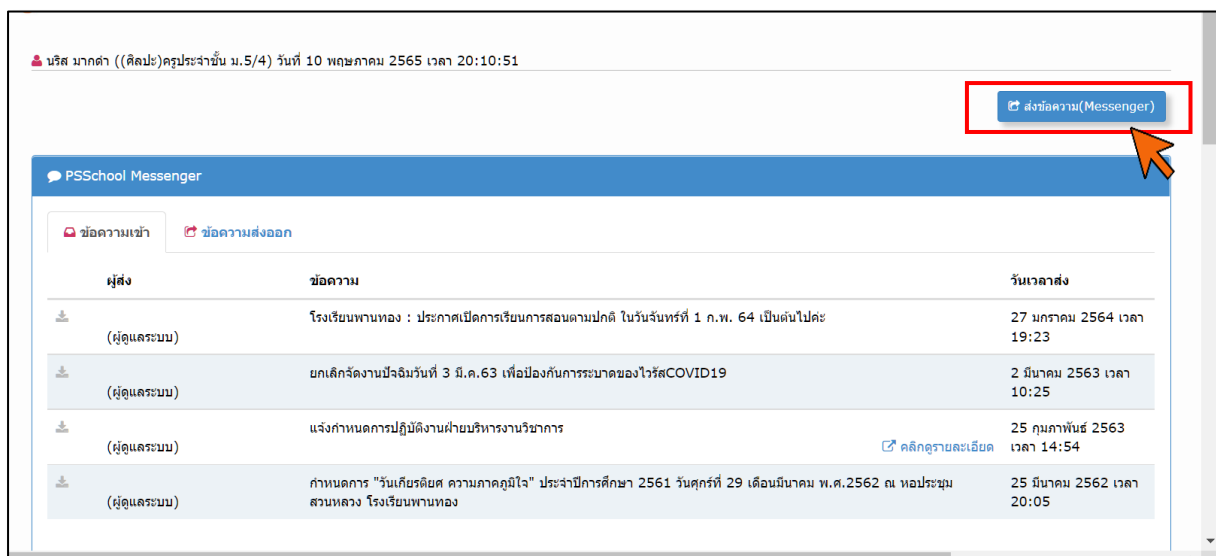 นริส มากดำ ((ศิลปะ)ครูประจำชั้น ม.5/4) วันที่ 10 พฤษภาคม 2565 เวลา 20:10:51
ส่งข้อความ(Messenger)
PSSchool Messenger
ข้อความเข้า ข้อความส่งออก
ผู้ส่ง ข้อความ วันเวลาส่ง
โรงเรียนพานทอง : ประกาศเปิดการเรียนการสอนตามปกติ ในวันจันทร์ที่ 1 ก.พ. 64 เป็นต้นไปค่ะ 27 มกราคม 2564 เวลา
(ผู้ดูแลระบบ) 19:23
ยกเลิกจัดงานปัจฉิมวันที่ 3 มี.ค.63 เพื่อป้องกันการระบาดของไวรัสCOVID19 2 มีนาคม 2563 เวลา
(ผู้ดูแลระบบ) 10:25
แจ้งกำหนดการปฏิบัติงานฝ่ายบริหารงานวิชาการ 25 กุมภาพันธ์ 2563
(ผู้ดูแลระบบ) คลิกดูรายละเอียด เวลา 14:54
กำหนดการ "วันเกียรติยศ ความภาคภูมิใจ" ประจำปีการศึกษา 2561 วันศุกร์ที่ 29 เดือนมีนาคม พ.ศ.2562 ณ หอประชุม 25 มีนาคม 2562 เวลา
(ผู้ดูแลระบบ) สวนหลวง โรงเรียนพานทอง 20:05